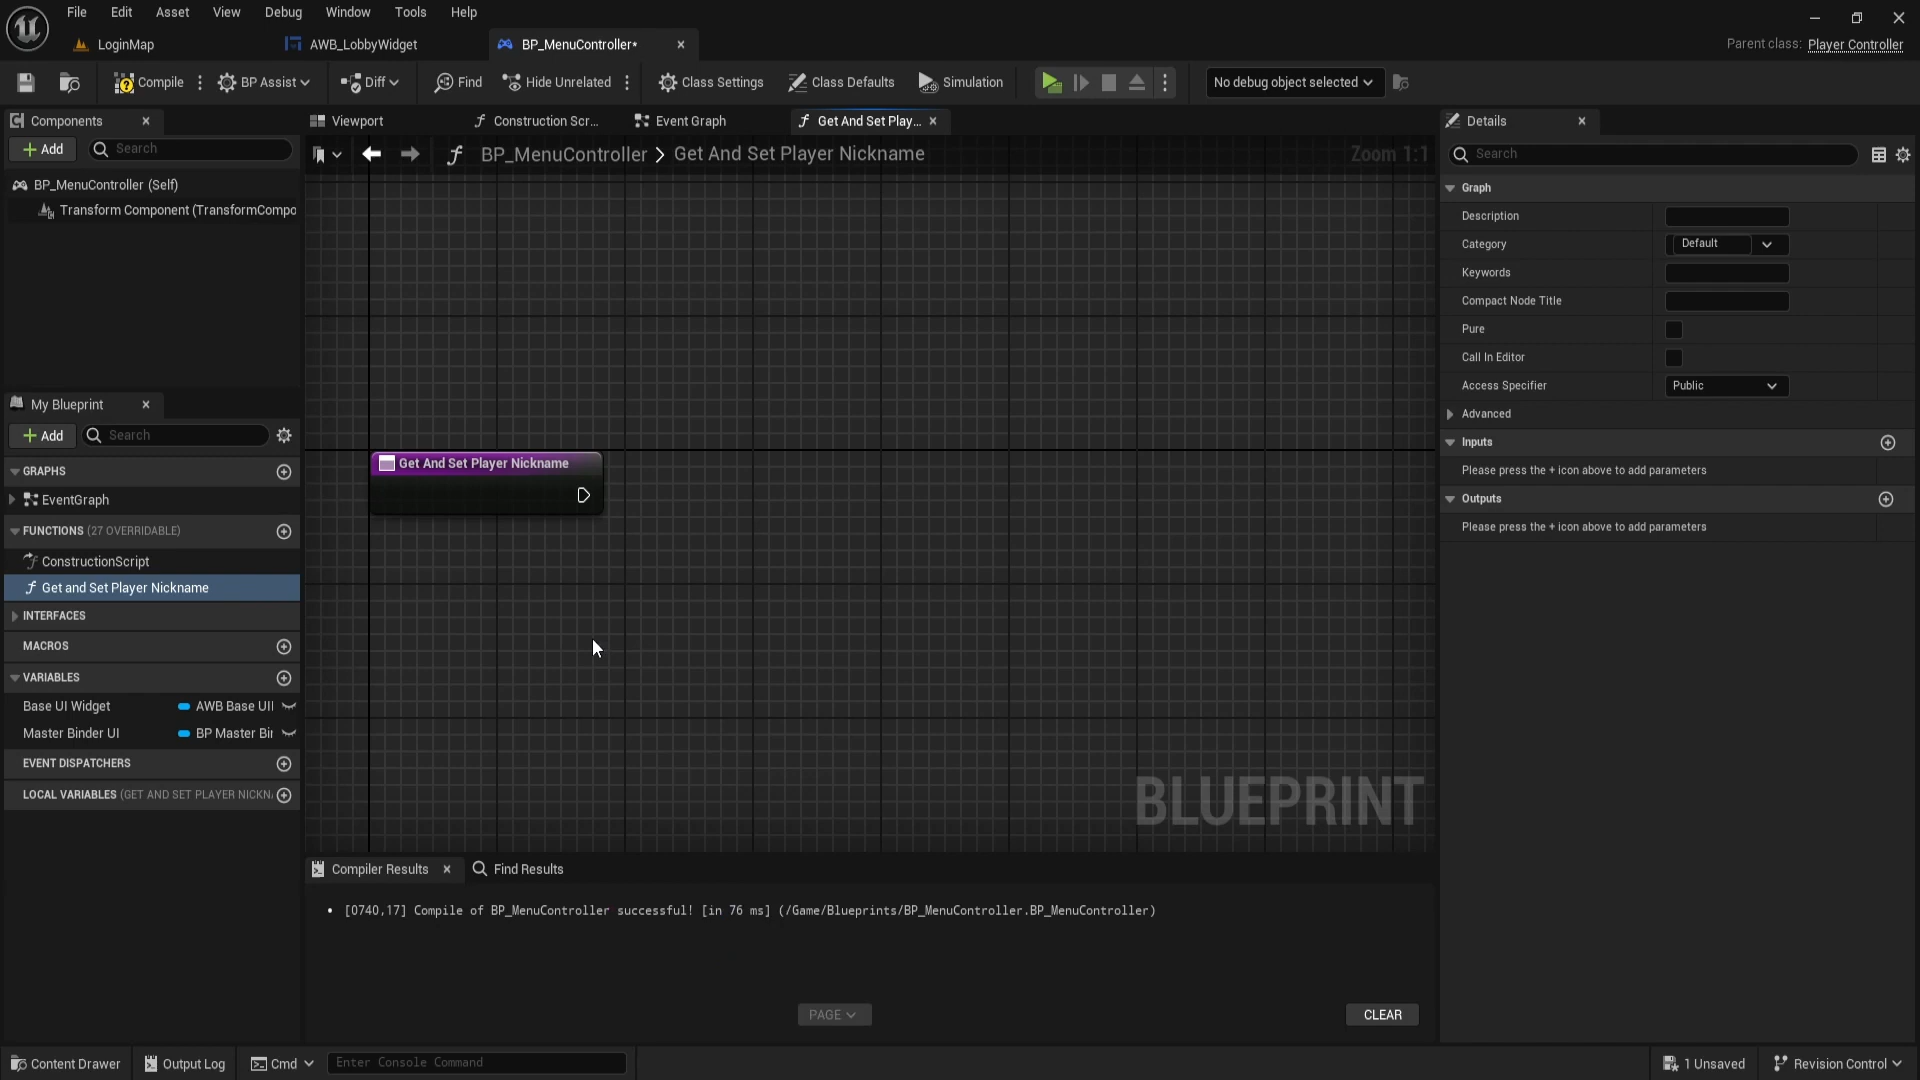 File Edit Asset View Debug Window Tools Help
LoginMap AWB_LobbyWidget BP_MenuController* Parent class: Player Controller
Compile BP Assist Diff Find Hide Unrelated Class Settings Class Defaults Simulation No debug object selected
Components Viewport Construction Scr... Event Graph Get And Set Play... Details
Add Search BP_MenuController > Get And Set Player Nickname Zoom 1:1 Search
BP_MenuController (Self)
Transform Component (TransformCompo
Graph
Description
Category Default
Keywords
Compact Node Title
Pure
Call In Editor
Access Specifier Public
Advanced
Inputs
Please press the + icon above to add parameters
Outputs
Please press the + icon above to add parameters
My Blueprint
Add Search
GRAPHS
EventGraph
FUNCTIONS (27 OVERRIDABLE)
ConstructionScript
Get and Set Player Nickname
INTERFACES
MACROS
VARIABLES
Base UI Widget AWB Base UI
Master Binder UI BP Master Bi
EVENT DISPATCHERS
LOCAL VARIABLES (GET AND SET PLAYER NICKN
Get And Set Player Nickname
BLUEPRINT
Compiler Results Find Results
• [0740,17] Compile of BP_MenuController successful! [in 76 ms] (/Game/Blueprints/BP_MenuController.BP_MenuController)
PAGE CLEAR
Content Drawer Output Log Cmd Enter Console Command 1 Unsaved Revision Control